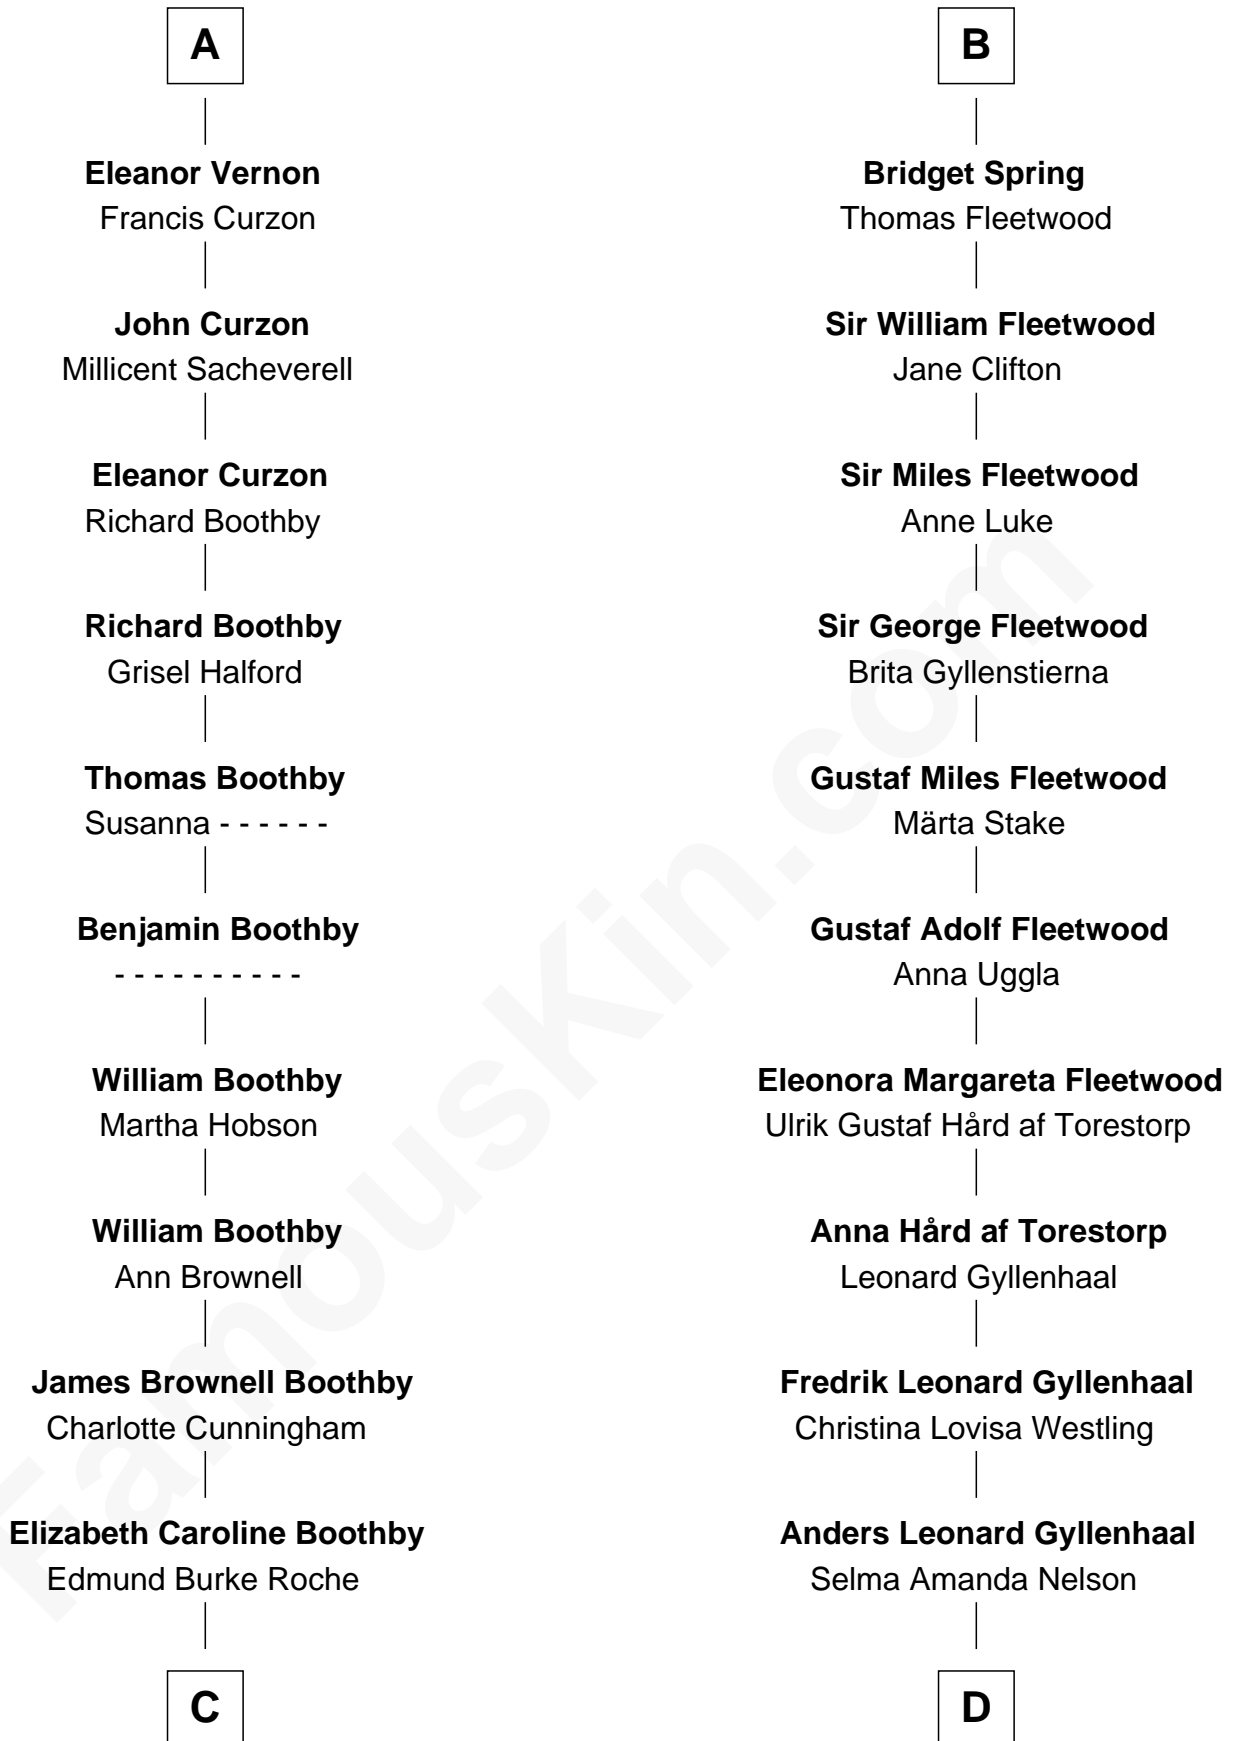 A
Eleanor Vernon
Francis Curzon
John Curzon
Millicent Sacheverell
Eleanor Curzon
Richard Boothby
Richard Boothby
Grisel Halford
Thomas Boothby
Susanna - - - - - -
Benjamin Boothby
- - - - - - - - - -
William Boothby
Martha Hobson
William Boothby
Ann Brownell
James Brownell Boothby
Charlotte Cunningham
Elizabeth Caroline Boothby
Edmund Burke Roche
C
B
Bridget Spring
Thomas Fleetwood
Sir William Fleetwood
Jane Clifton
Sir Miles Fleetwood
Anne Luke
Sir George Fleetwood
Brita Gyllenstierna
Gustaf Miles Fleetwood
Märta Stake
Gustaf Adolf Fleetwood
Anna Uggla
Eleonora Margareta Fleetwood
Ulrik Gustaf Hård af Torestorp
Anna Hård af Torestorp
Leonard Gyllenhaal
Fredrik Leonard Gyllenhaal
Christina Lovisa Westling
Anders Leonard Gyllenhaal
Selma Amanda Nelson
D
FamousKin.com